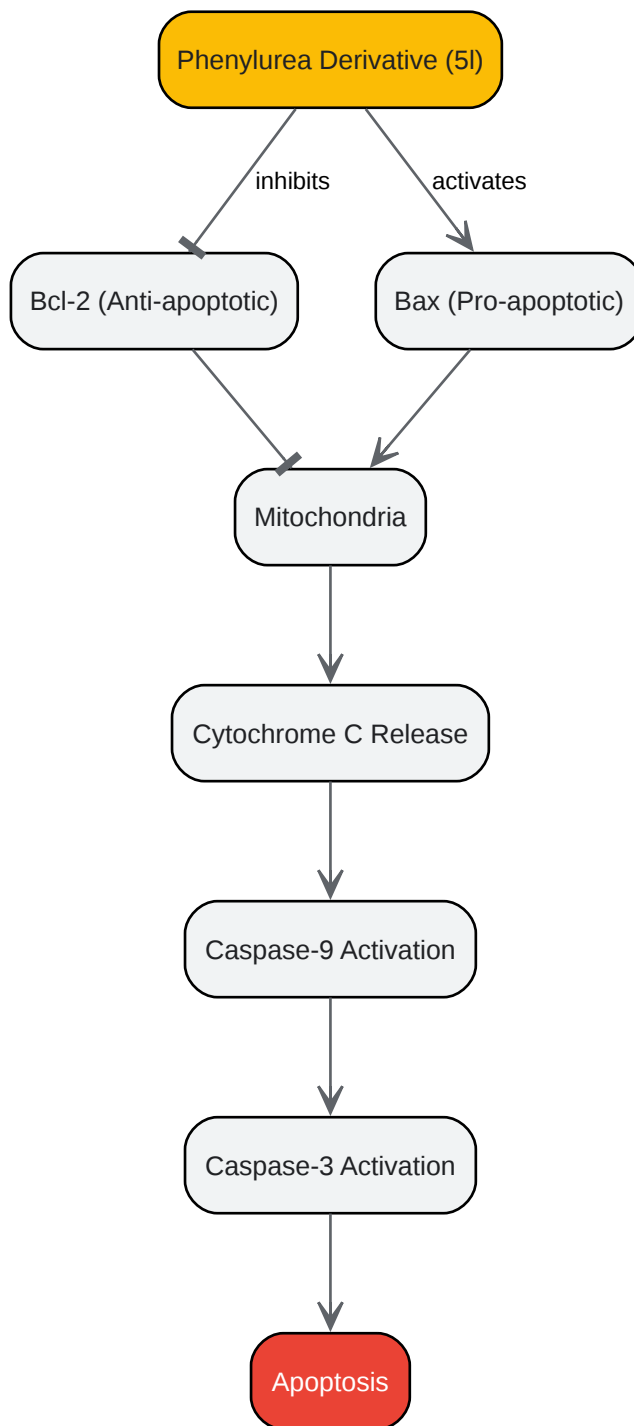 Phenylurea Derivative (5l)
inhibits
activates
Bcl-2 (Anti-apoptotic)
Bax (Pro-apoptotic)
Mitochondria
Cytochrome C Release
Caspase-9 Activation
Caspase-3 Activation
Apoptosis